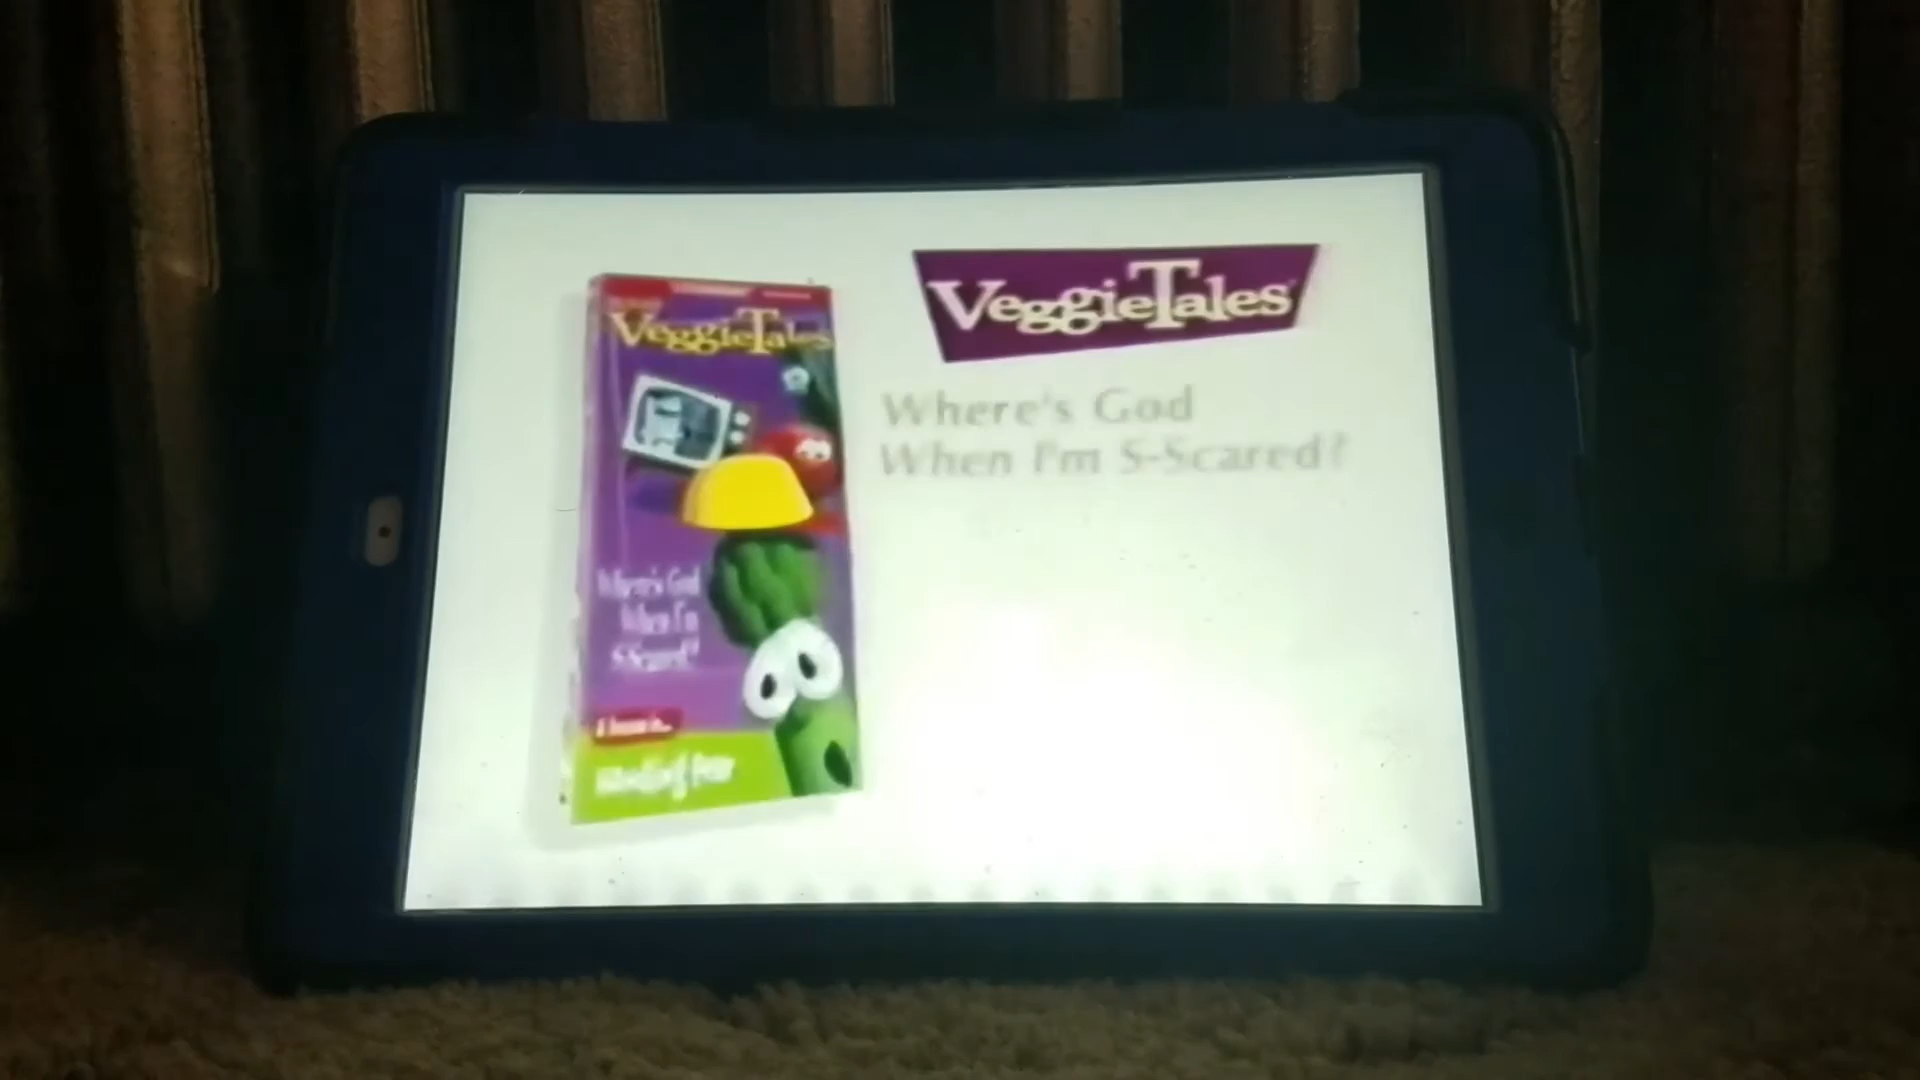 VeggieTales
Where's God
When I'm S-Scared?
VeggieTales
Where's God
When I'm
S-Scared?